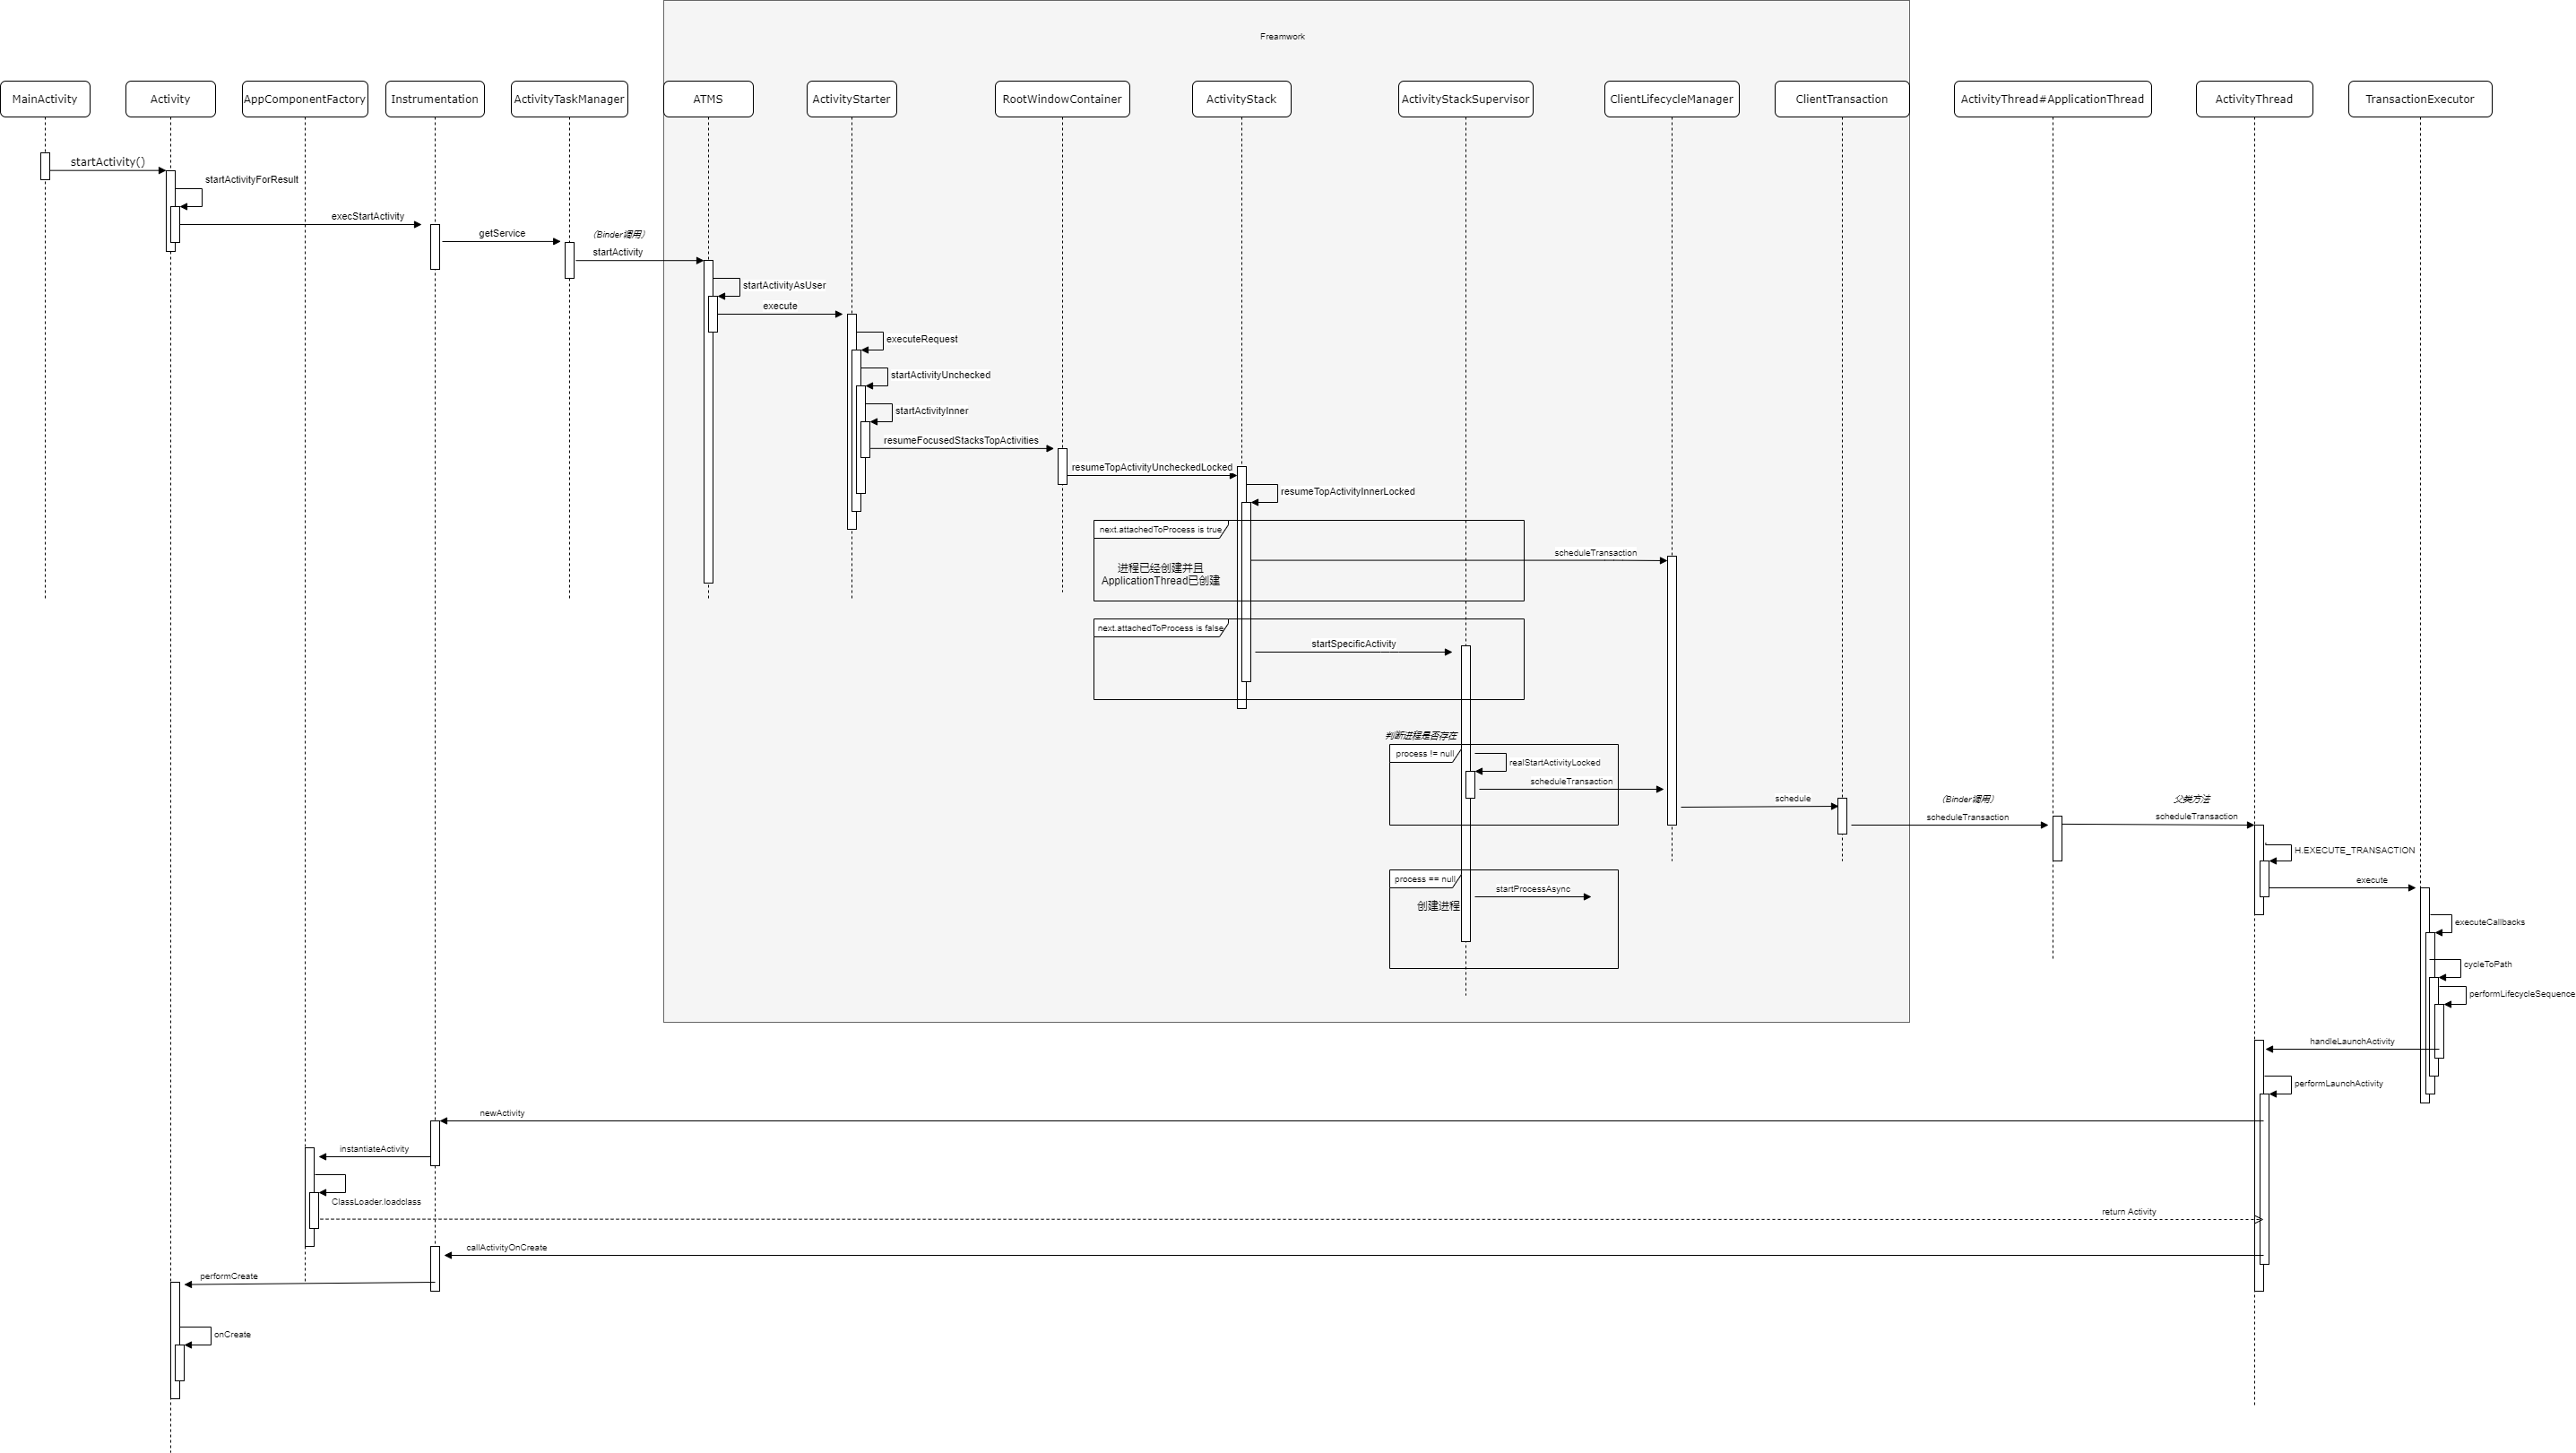 Freamwork
MainActivity
Activity
AppComponentFactory
Instrumentation
ActivityTaskManager
ATMS
ActivityStarter
RootWindowContainer
ActivityStack
ActivityStackSupervisor
ClientLifecycleManager
ClientTransaction
ActivityThread#ApplicationThread
ActivityThread
TransactionExecutor
startActivity()
startActivityForResult
execStartActivity
getService
（Binder调用）
startActivity
startActivityAsUser
execute
executeRequest
startActivityUnchecked
startActivityInner
resumeFocusedStacksTopActivities
resumeTopActivityUncheckedLocked
resumeTopActivityInnerLocked
next.attachedToProcess is true
scheduleTransaction
进程已经创建并且
ApplicationThread已创建
next.attachedToProcess is false
startSpecificActivity
判断进程是否存在
process != null
realStartActivityLocked
scheduleTransaction
schedule
（Binder调用）
scheduleTransaction
父类方法
scheduleTransaction
H.EXECUTE_TRANSACTION
process == null
startProcessAsync
创建进程
execute
executeCallbacks
cycleToPath
performLifecycleSequence
handleLaunchActivity
performLaunchActivity
newActivity
instantiateActivity
ClassLoader.loadclass
return Activity
callActivityOnCreate
performCreate
onCreate